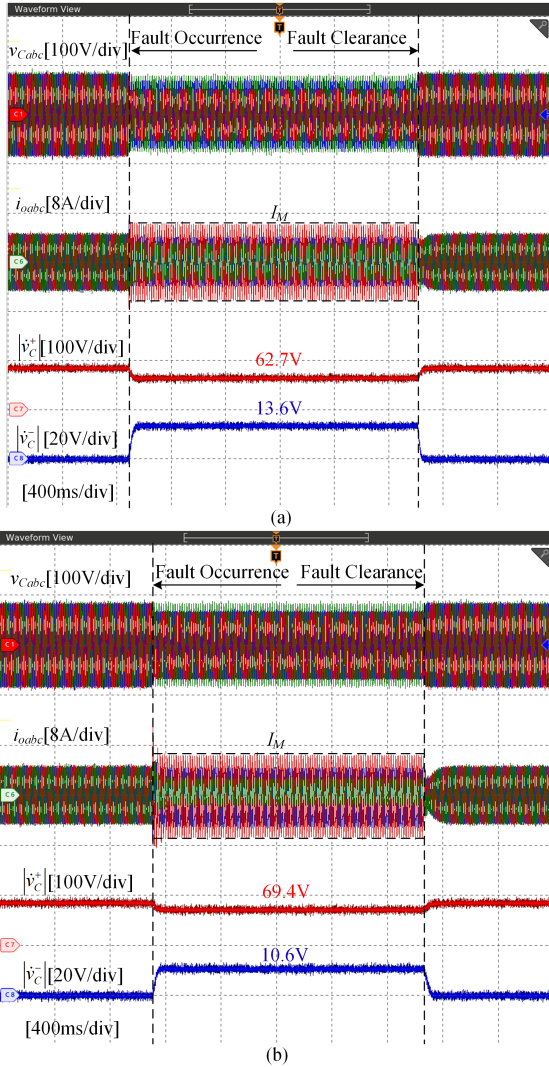 Waveform View
T
Fault Occurrence Fault Clearance
vCabc[100V/div]
C1
ioabc[8A/div]
IM
C6
|v̇C+|[100V/div]
62.7V
C7
13.6V
|v̇C−| [20V/div]
C8
[400ms/div]
(a)
Waveform View
T
Fault Occurrence Fault Clearance
vCabc[100V/div]
C1
ioabc[8A/div]
IM
C6
|v̇C+|[100V/div]
69.4V
C7
10.6V
|v̇C−|[20V/div]
C8
[400ms/div]
(b)